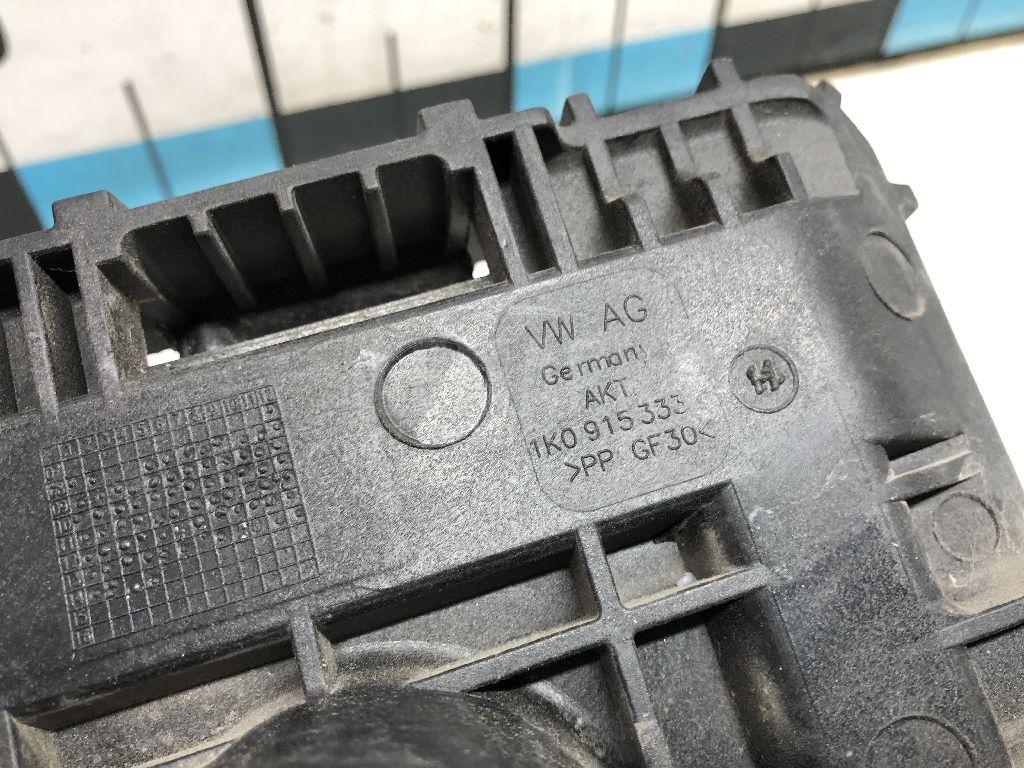 VW AG
Germany
AKT.
1K0 915 333
>PP GF30<